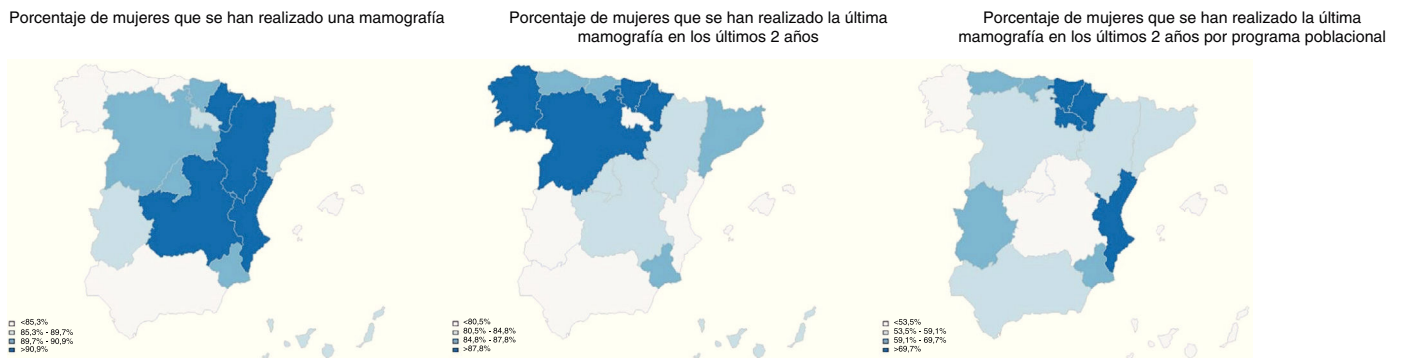 Porcentaje de mujeres que se han realizado una mamografía
Porcentaje de mujeres que se han realizado la última
mamografía en los últimos 2 años
Porcentaje de mujeres que se han realizado la última
mamografía en los últimos 2 años por programa poblacional
<85,3%
85,3% - 89,7%
89,7% - 90,9%
>90,9%
<80,5%
80,5% - 84,8%
84,8% - 87,8%
>87,8%
<53,5%
53,5% - 59,1%
59,1% - 69,7%
>69,7%